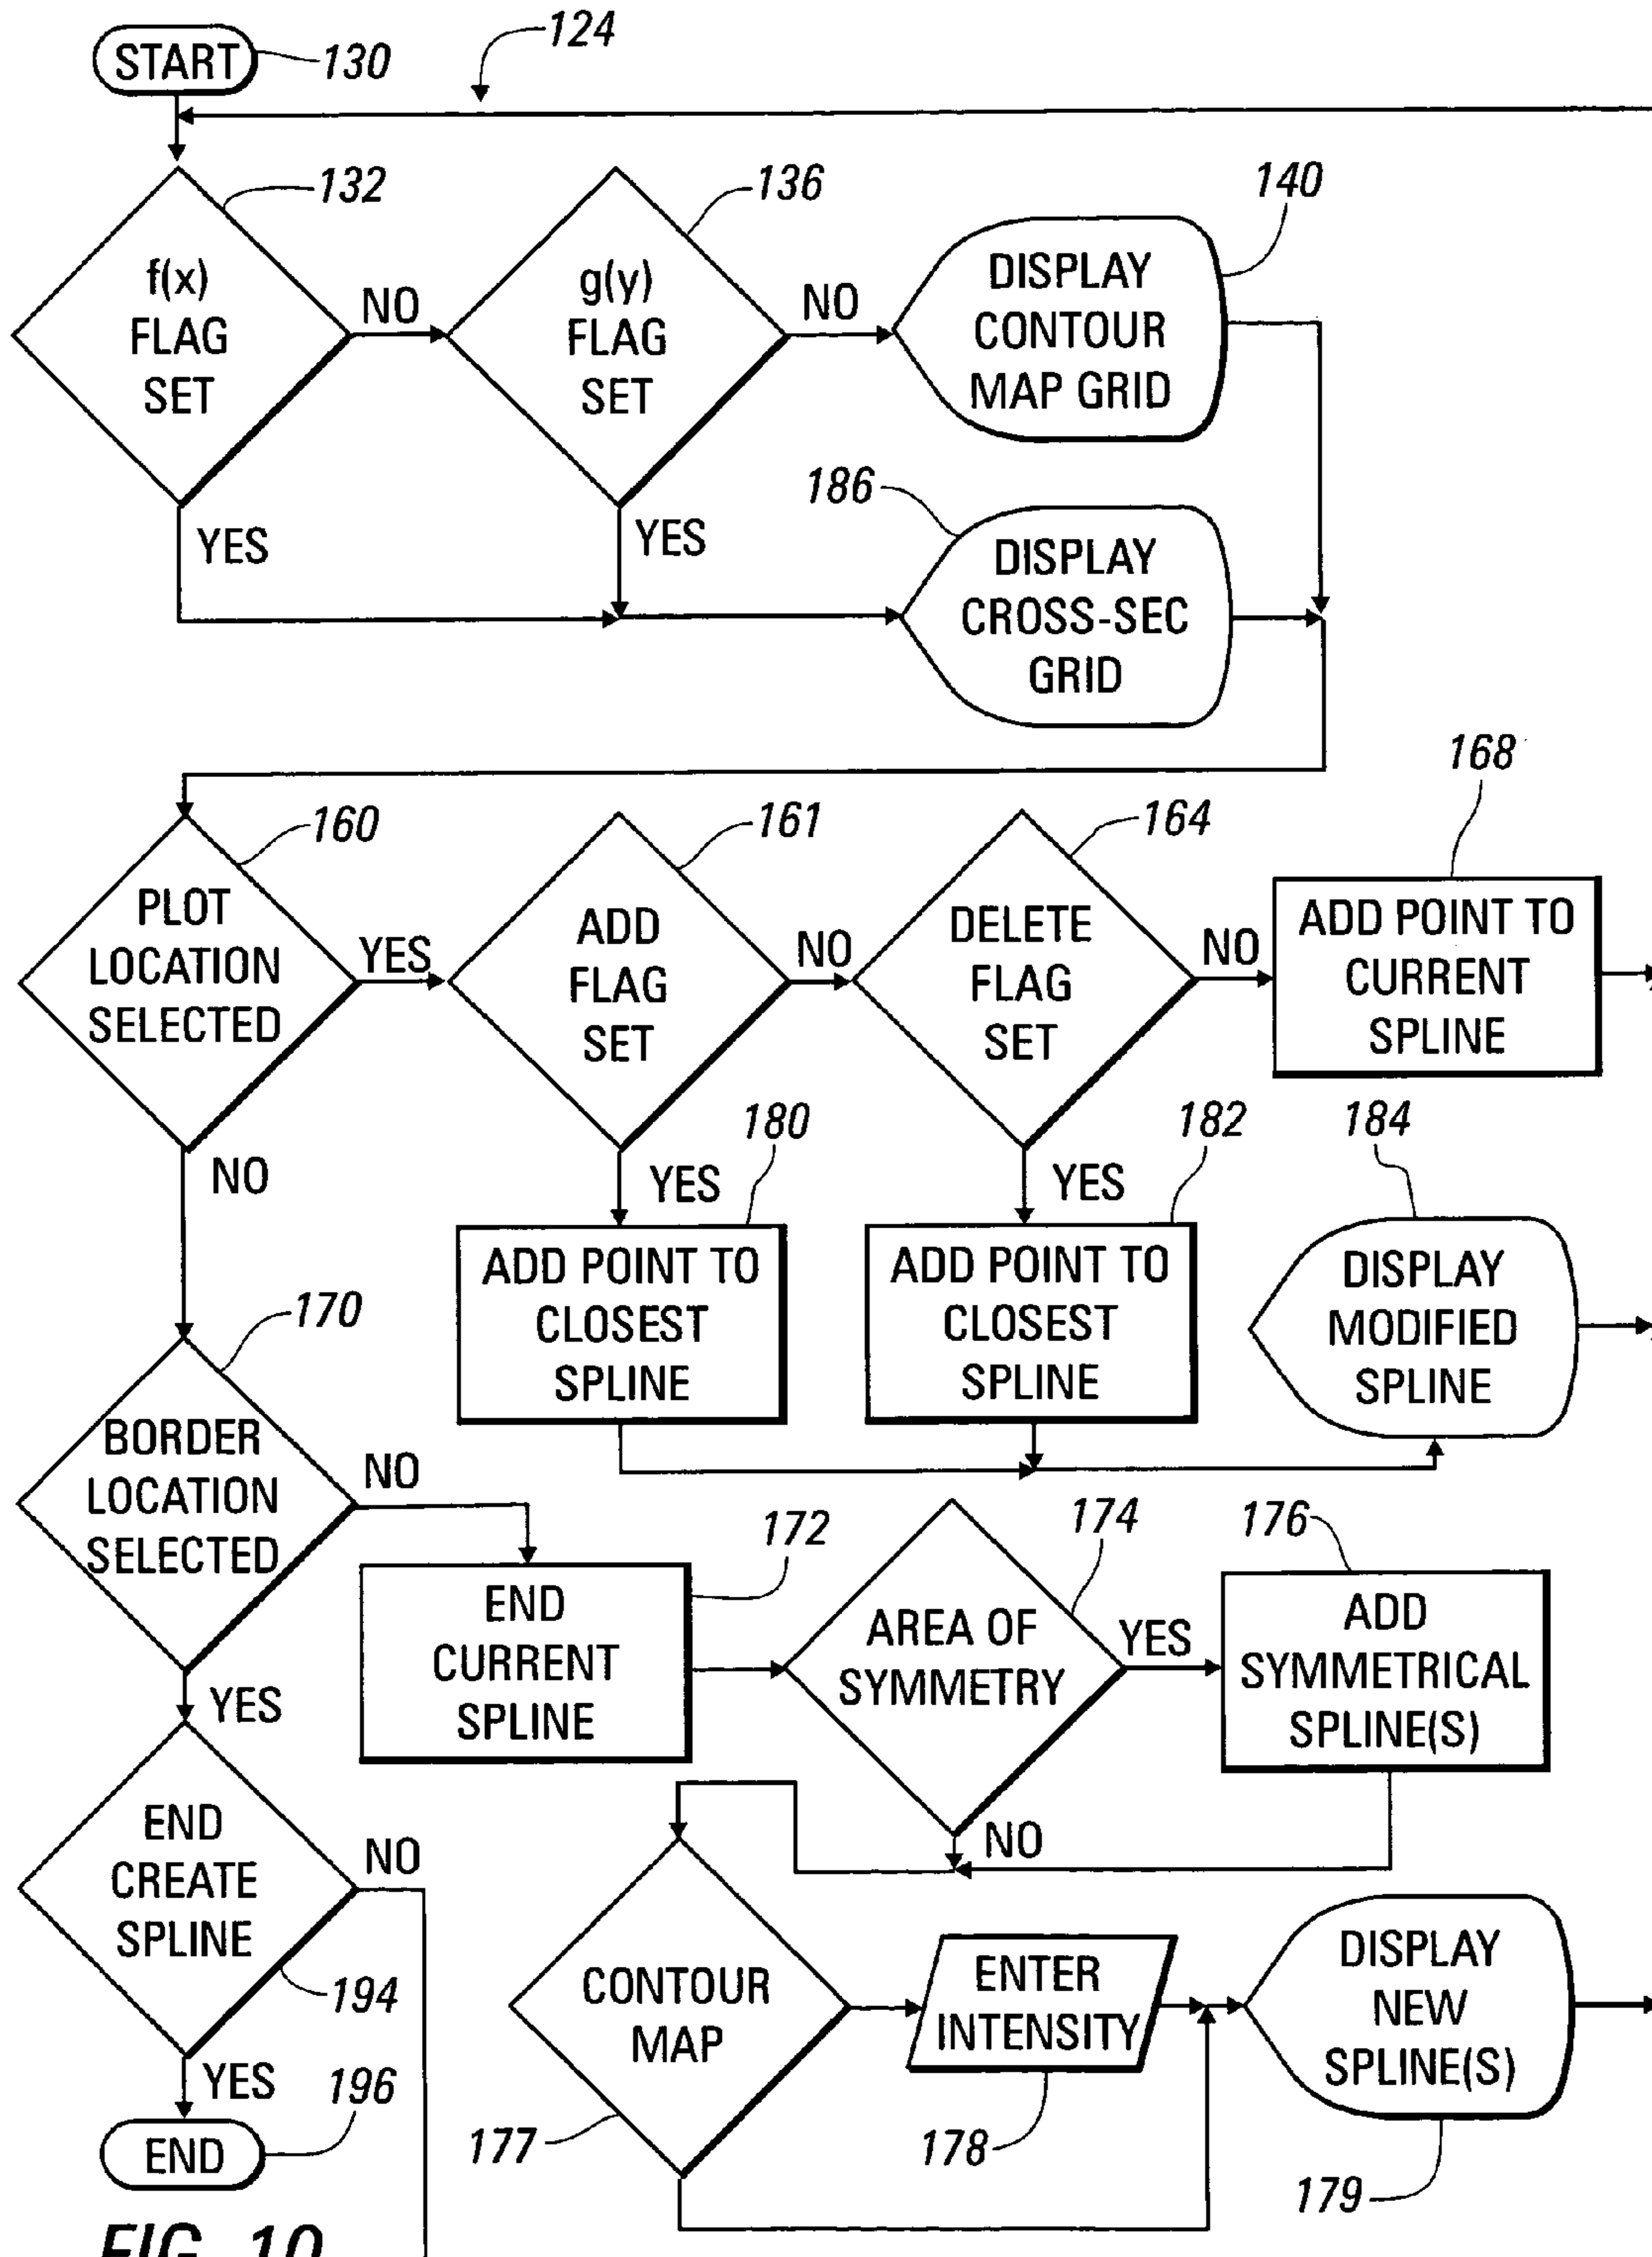 START
130
124
132
136
140
f(x)
FLAG
SET
NO
g(y)
FLAG
SET
NO
DISPLAY
CONTOUR
MAP GRID
YES
YES
186
DISPLAY
CROSS-SEC
GRID
160
161
164
168
PLOT
LOCATION
SELECTED
YES
ADD
FLAG
SET
NO
DELETE
FLAG
SET
NO
ADD POINT TO
CURRENT
SPLINE
NO
YES
180
YES
182
184
ADD POINT TO
CLOSEST
SPLINE
ADD POINT TO
CLOSEST
SPLINE
DISPLAY
MODIFIED
SPLINE
170
BORDER
LOCATION
SELECTED
NO
172
174
176
END
CURRENT
SPLINE
AREA OF
SYMMETRY
YES
ADD
SYMMETRICAL
SPLINE(S)
YES
NO
END
CREATE
SPLINE
NO
194
YES
196
END
CONTOUR
MAP
177
ENTER
INTENSITY
178
DISPLAY
NEW
SPLINE(S)
179
FIG. 10